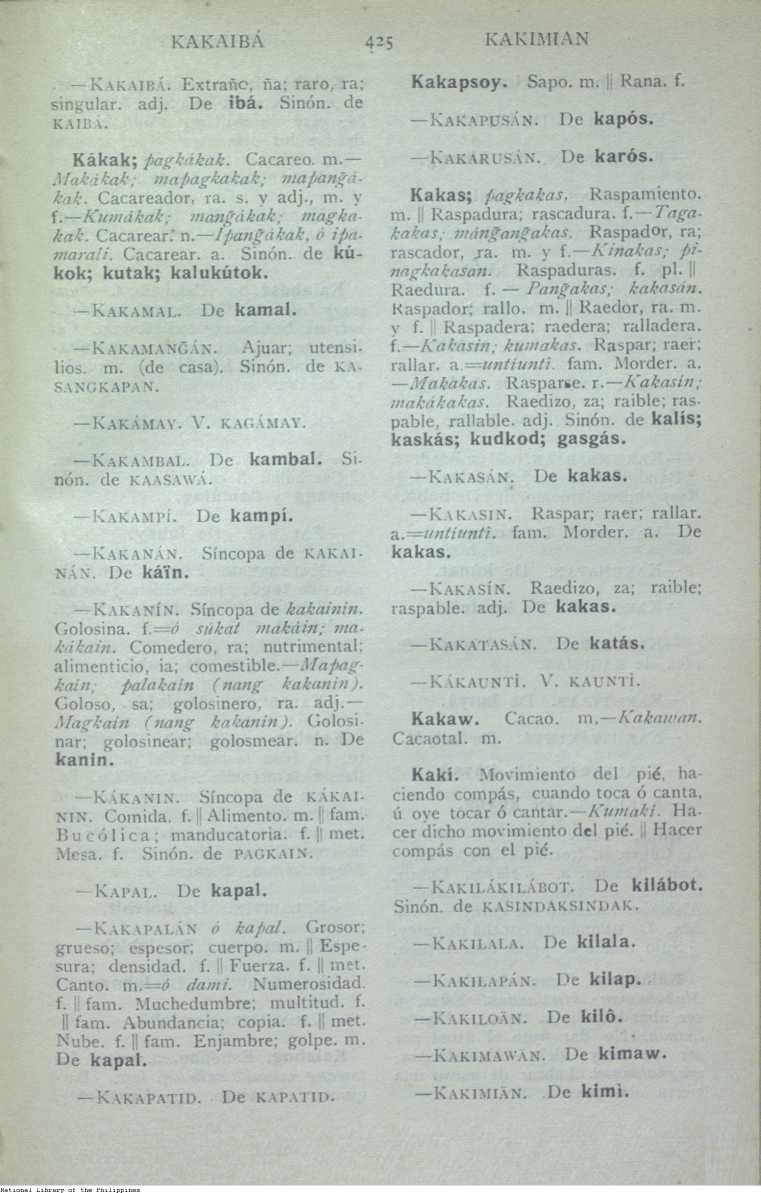 KAKAIBÁ 425 KAKIMIAN
—KAKAIBÁ. Extraño, ña; raro, ra;
singular. adj. De ibá. Sinón. de
KAIBÁ.
Kákak; pagkákak. Cacareo. m.—
Makákak; mapagkakak; mapangá-
kak. Cacareador, ra. s. y adj., m. y
f.—Kumákak; mangákak; magka-
kak. Cacarear. n.—Ipangákak, ó ipa-
marali. Cacarear. a. Sinón. de kú-
kok; kutak; kalukútok.
—KAKAMAL. De kamal.
—KAKAMANG̃ÁN. Ajuar; utensi-
lios. m. (de casa). Sinón. de KA-
SANGKAPAN.
—KAKÁMAY. V. KAGÁMAY.
—KAKAMBAL. De kambal. Si-
nón. de KAASAWÁ.
—KAKAMPÍ. De kampí.
—KAKANÁN. Síncopa de KAKAI-
NÁN. De káïn.
—KAKANÍN. Síncopa de kakainin.
Golosina. f.=ó súkat makáin; ma-
kákain. Comedero, ra; nutrimental;
alimenticio, ia; comestible.—Mapag-
kain; palakain (nang kakanin).
Goloso, sa; golosinero, ra. adj.—
Magkain (nang kakanin). Golosi-
nar; golosinear; golosmear. n. De
kanin.
—KÁKANIN. Síncopa de KÁKAI-
NIN. Comida. f. || Alimento. m. || fam.
Bucólica; manducatoria. f. || met.
Mesa. f. Sinón. de PAGKAIN.
—KAPAL. De kapal.
—KAKAPALÁN ó kapal. Grosor;
grueso; espesor; cuerpo. m. || Espe-
sura; densidad. f. || Fuerza. f. || met.
Canto. m.=ó dami. Numerosidad.
f. || fam. Muchedumbre; multitud. f.
|| fam. Abundancia; copia. f. || met.
Nube. f. || fam. Enjambre; golpe. m.
De kapal.
—KAKAPATID. De KAPATID.
Kakapsoy. Sapo. m. || Rana. f.
—KAKAPUSÁN. De kapós.
—KAKARUSÁN. De karós.
Kakas; pagkakas. Raspamiento.
m. || Raspadura; rascadura. f.—Taga-
kakas; mángang̃akas. Raspador, ra;
rascador, ra. m. y f.—Kinakas; pi-
nagkakasan. Raspaduras. f. pl. ||
Raedura. f. — Pang̃akas; kakasán.
Raspador; rallo. m. || Raedor, ra. m.
y f. || Raspadera; raedera; ralladera.
f.—Kakasin; kumakas. Raspar; raer;
rallar. a.=untiunti. fam. Morder. a.
—Makakas. Rasparse. r.—Kakasin;
makákakas. Raedizo, za; raible; ras-
pable, rallable. adj. Sinón. de kalis;
kaskás; kudkod; gasgás.
—KAKASÁN. De kakas.
—KAKASIN. Raspar; raer; rallar.
a.=untiunti. fam. Morder. a. De
kakas.
—KAKASÍN. Raedizo, za; raible;
raspable. adj. De kakas.
—KAKATASÁN. De katás.
—KÁKAUNTÌ. V. KAUNTÌ.
Kakaw. Cacao. m.—Kakawan.
Cacaotal. m.
Kakí. Movimiento del pié, ha-
ciendo compás, cuando toca ó canta,
ú oye tocar ó cantar.—Kumakí. Ha-
cer dicho movimiento del pié. || Hacer
compás con el pié.
—KAKILÁKILÁBOT. De kilábot.
Sinón. de KASINDAKSINDAK.
—KAKILALA. De kilala.
—KAKILAPÁN. De kilap.
—KAKILOÁN. De kilô.
—KAKIMAWÁN. De kimaw.
—KAKIMIÁN. De kimì.
National Library of the Philippines